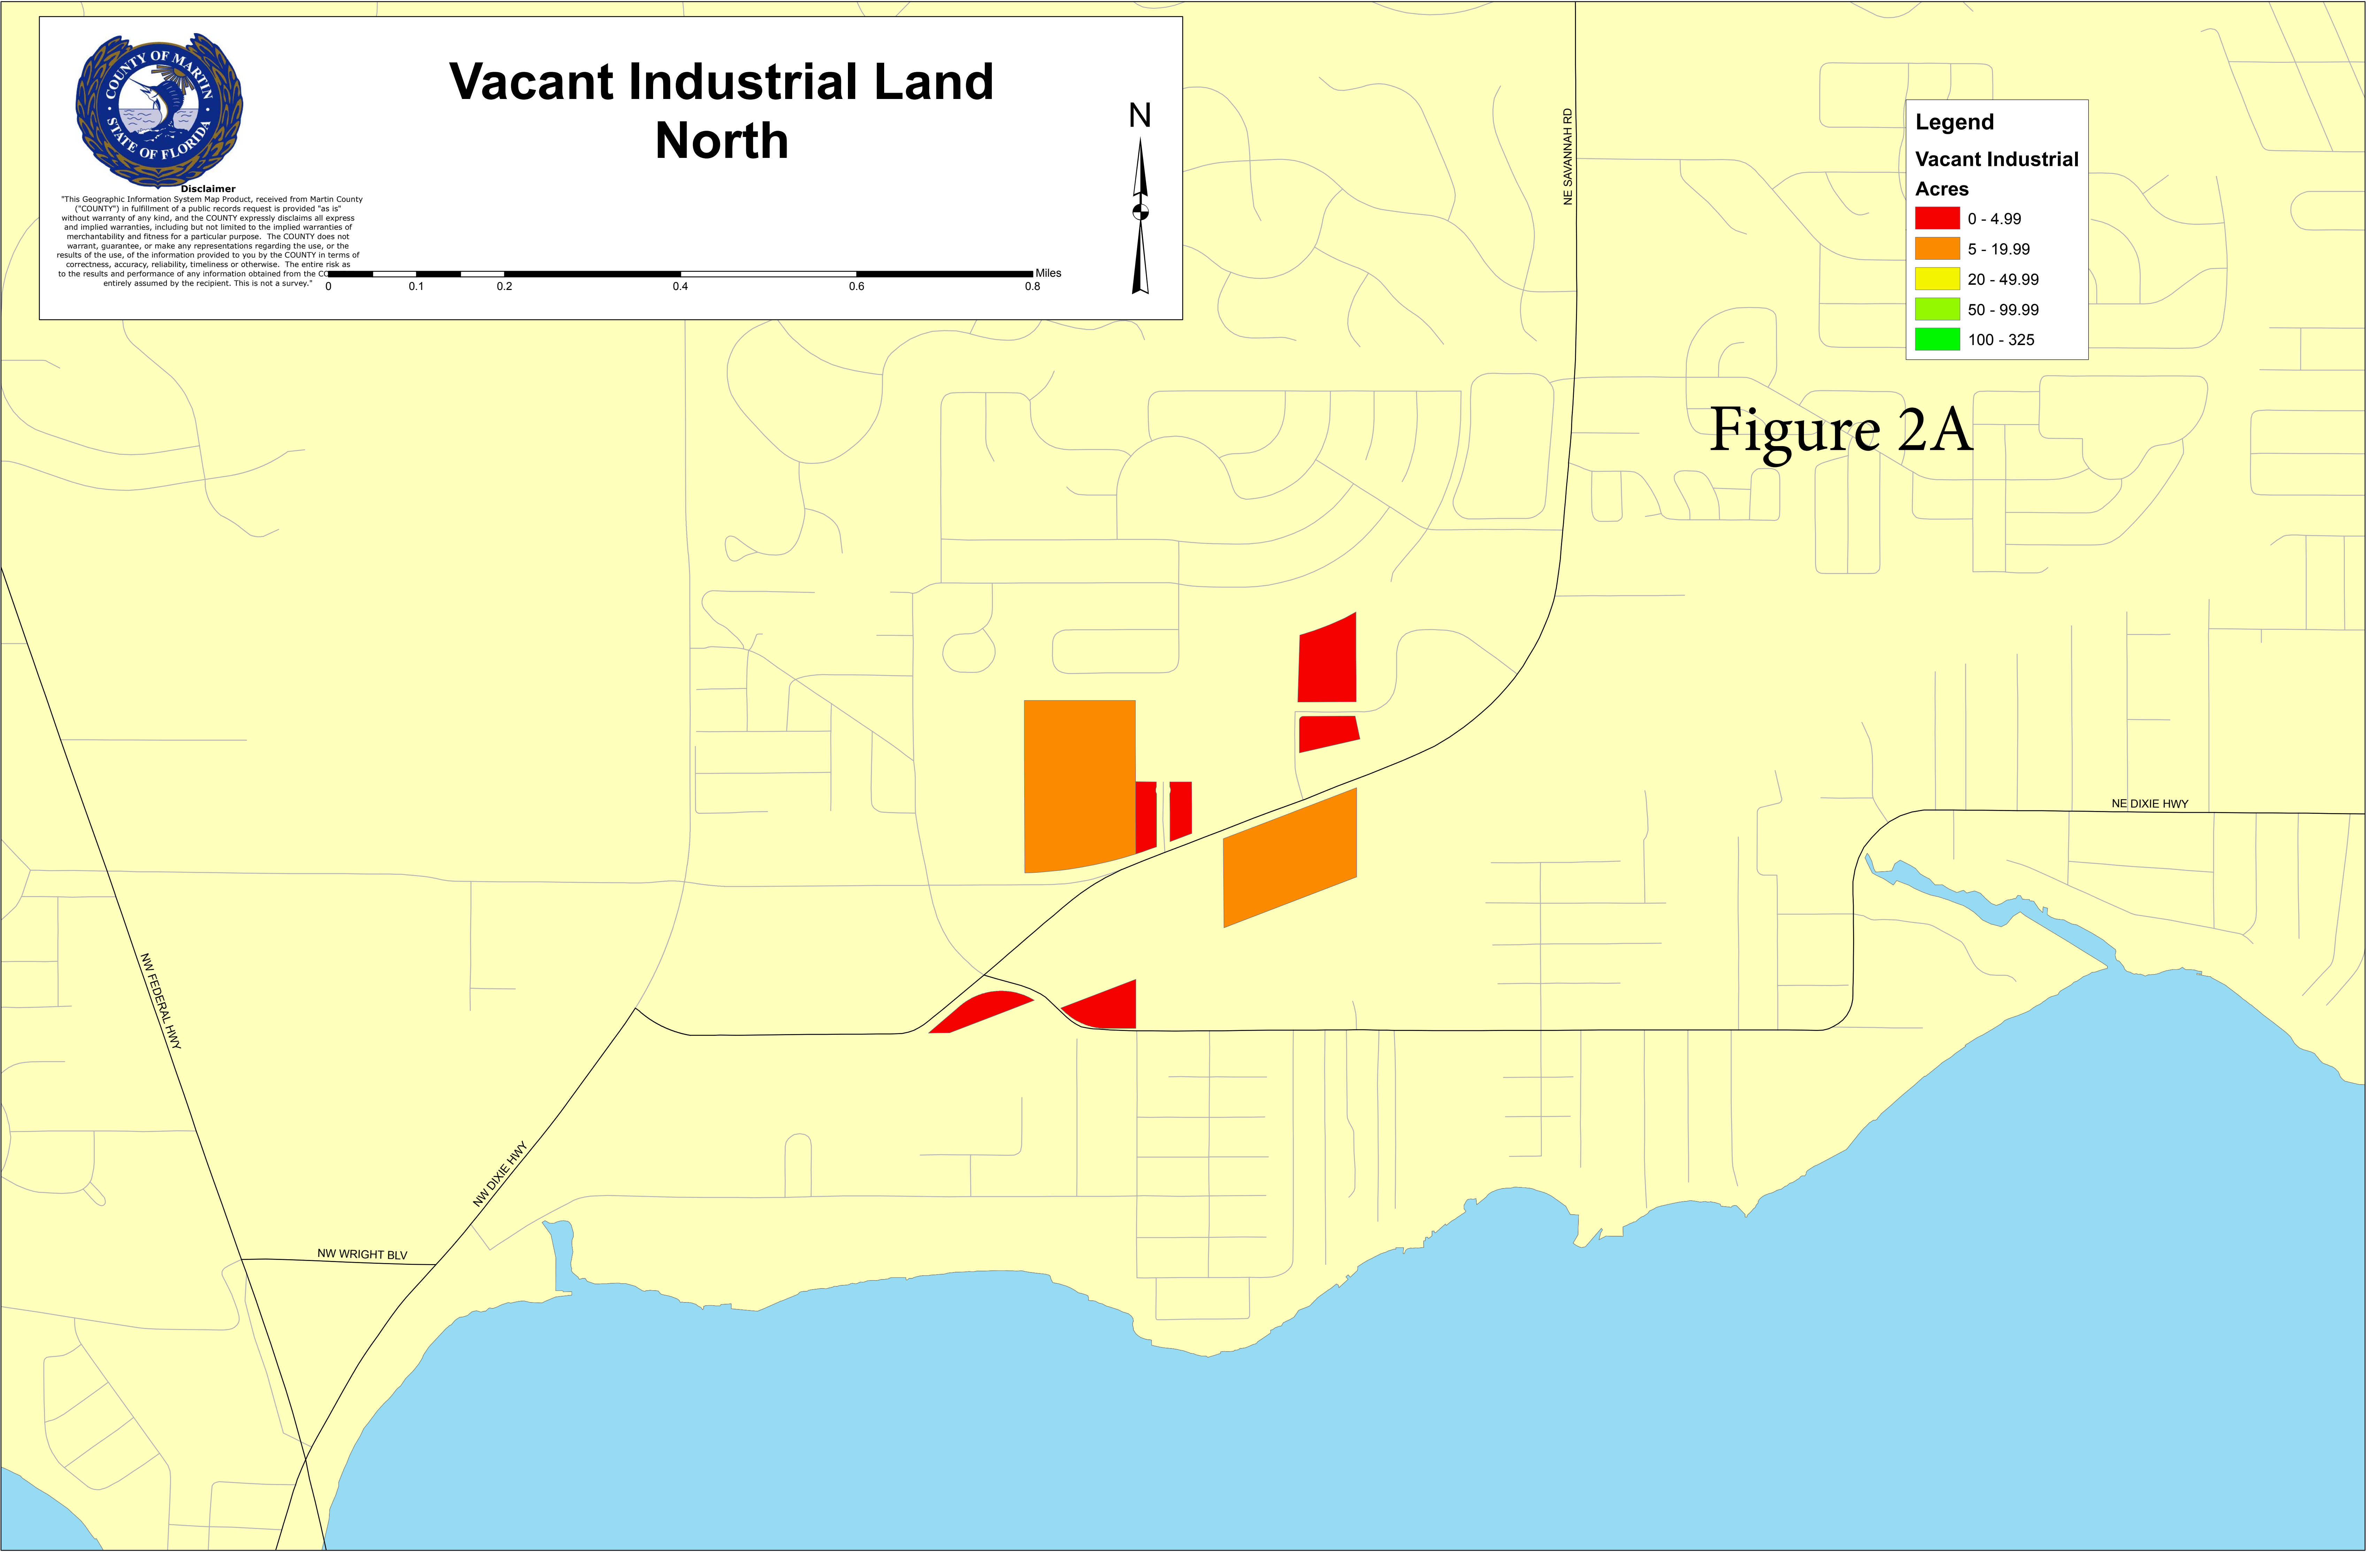 COUNTY OF MARTIN
STATE OF FLORIDA
Vacant Industrial Land
North
N
Disclaimer
"This Geographic Information System Map Product, received from Martin County
("COUNTY") in fulfillment of a public records request is provided "as is"
without warranty of any kind, and the COUNTY expressly disclaims all express
and implied warranties, including but not limited to the implied warranties of
merchantability and fitness for a particular purpose. The COUNTY does not
warrant, guarantee, or make any representations regarding the use, or the
results of the use, of the information provided to you by the COUNTY in terms of
correctness, accuracy, reliability, timeliness or otherwise. The entire risk as
to the results and performance of any information obtained from the
entirely assumed by the recipient. This is not a survey."
Miles
0 0.1 0.2 0.4 0.6 0.8
Legend
Vacant Industrial
Acres
0 - 4.99
5 - 19.99
20 - 49.99
50 - 99.99
100 - 325
Figure 2A
NE SAVANNAH RD
NE DIXIE HWY
NW FEDERAL HWY
NW DIXIE HWY
NW WRIGHT BLV